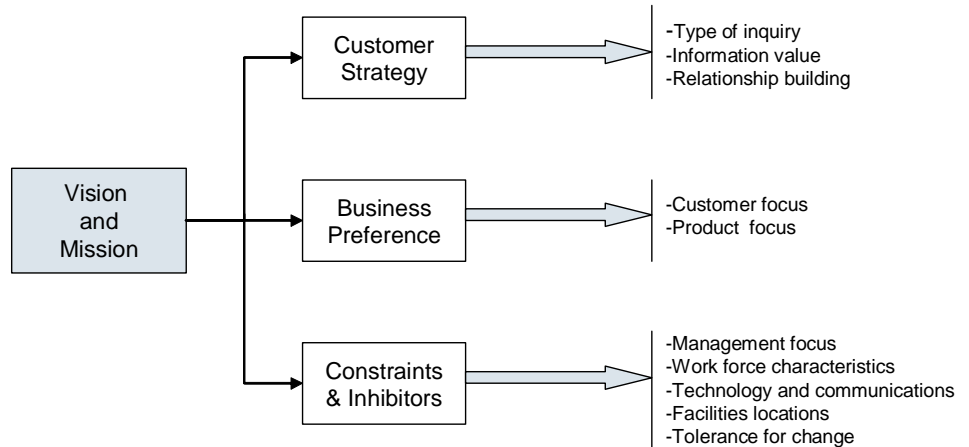 Vision
and
Mission
Customer
Strategy
-Type of inquiry
-Information value
-Relationship building
Business
Preference
-Customer focus
-Product focus
Constraints
& Inhibitors
-Management focus
-Work force characteristics
-Technology and communications
-Facilities locations
-Tolerance for change